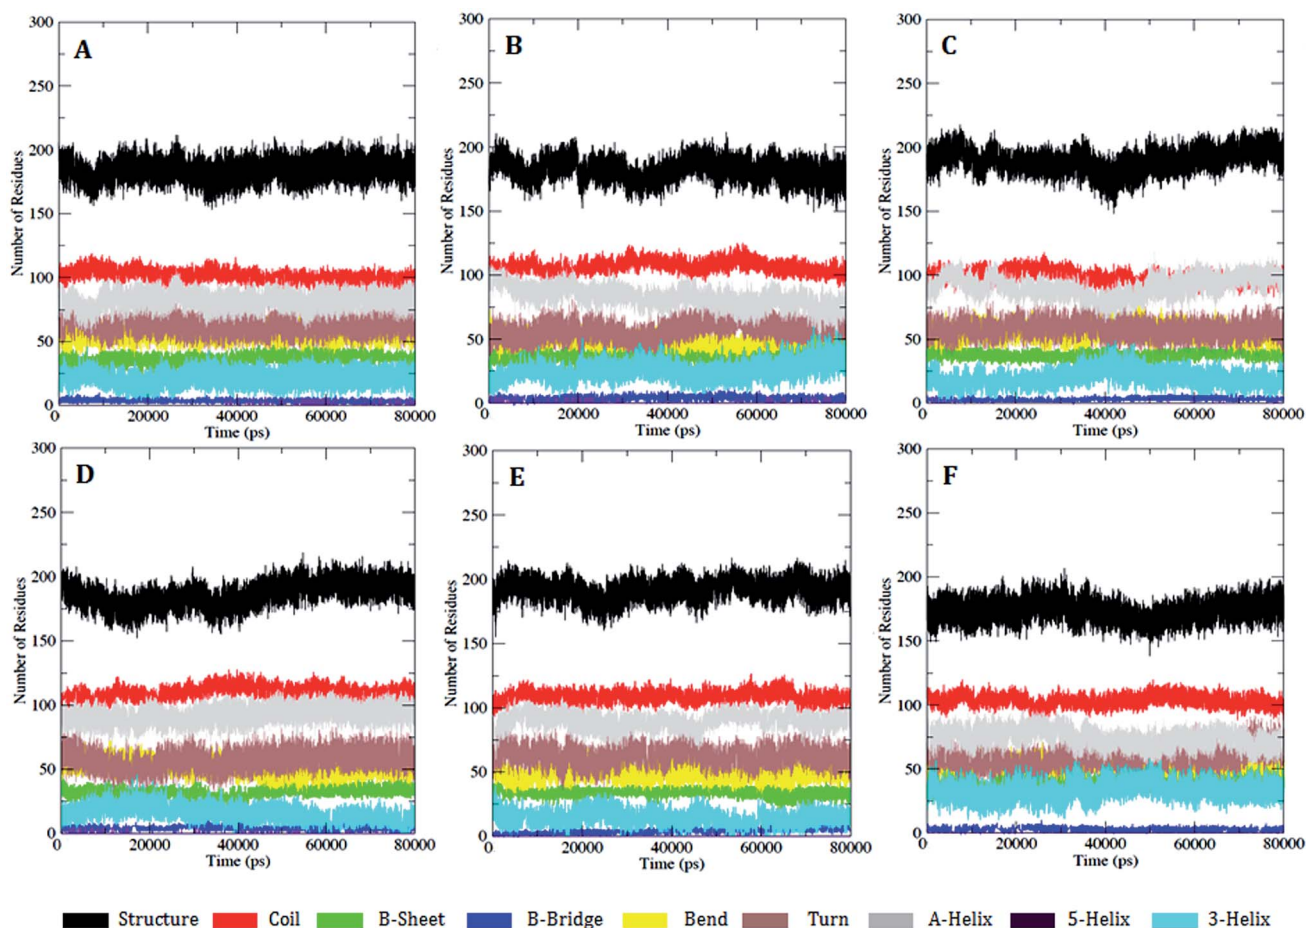 A
300
250
200
150
100
50
0
Number of Residues
0 20000 40000 60000 80000
Time (ps)
B
300
250
200
150
100
50
0
Number of Residues
0 20000 40000 60000 80000
Time (ps)
C
300
250
200
150
100
50
0
Number of Residues
0 20000 40000 60000 80000
Time (ps)
D
300
250
200
150
100
50
0
Number of Residues
0 20000 40000 60000 80000
Time (ps)
E
300
250
200
150
100
50
0
Number of Residues
0 20000 40000 60000 80000
Time (ps)
F
300
250
200
150
100
50
0
Number of Residues
0 20000 40000 60000 80000
Time (ps)
Structure Coil B-Sheet B-Bridge Bend Turn A-Helix 5-Helix 3-Helix